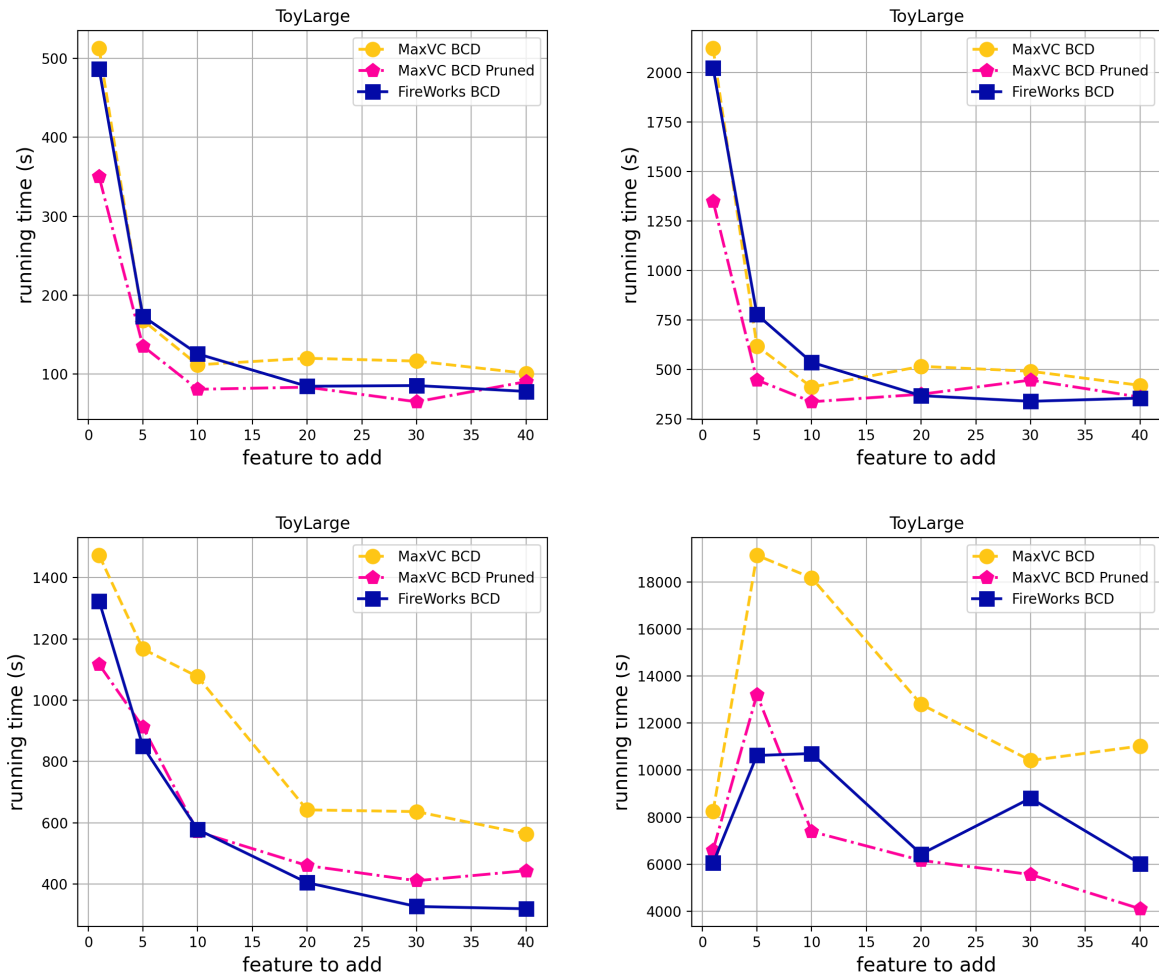 ToyLarge
MaxVC BCD
MaxVC BCD Pruned
FireWorks BCD
running time (s)
500
400
300
200
100
0 5 10 15 20 25 30 35 40
feature to add
ToyLarge
MaxVC BCD
MaxVC BCD Pruned
FireWorks BCD
running time (s)
2000
1750
1500
1250
1000
750
500
250
0 5 10 15 20 25 30 35 40
feature to add
ToyLarge
MaxVC BCD
MaxVC BCD Pruned
FireWorks BCD
running time (s)
1400
1200
1000
800
600
400
0 5 10 15 20 25 30 35 40
feature to add
ToyLarge
MaxVC BCD
MaxVC BCD Pruned
FireWorks BCD
running time (s)
18000
16000
14000
12000
10000
8000
6000
4000
0 5 10 15 20 25 30 35 40
feature to add